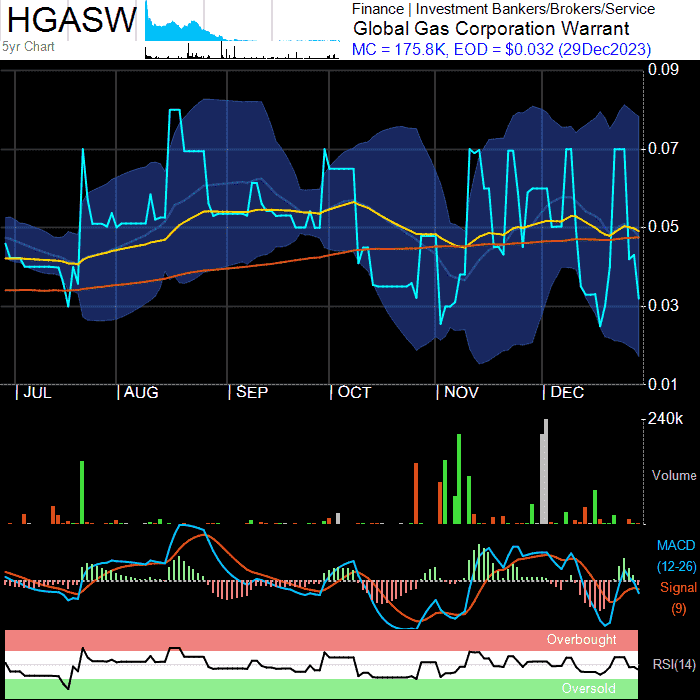 HGASW
5yr Chart
Finance | Investment Bankers/Brokers/Service
Global Gas Corporation Warrant
MC = 175.8K, EOD = $0.032 (29Dec2023)
0.09
0.07
0.05
0.03
0.01
JUL
AUG
SEP
OCT
NOV
DEC
240k
Volume
MACD
(12-26)
Signal
(9)
Overbought
RSI(14)
Oversold